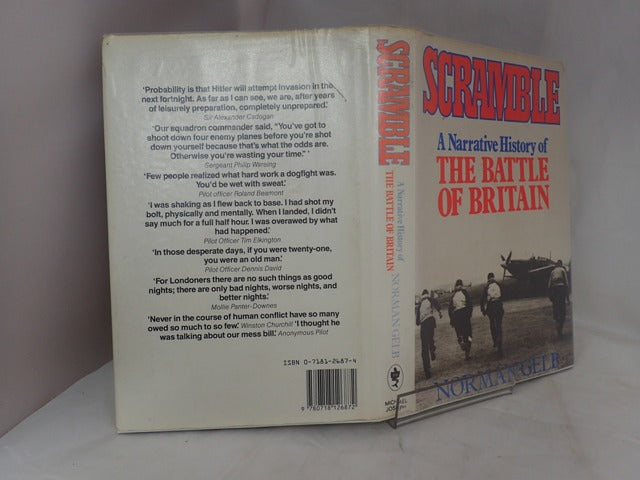 'Probability is that Hitler will attempt invasion in the
next fortnight. As far as I can see, we are, after years
of leisurely preparation, completely unprepared.'
Sir Alexander Cadogan
'Our squadron commander said, "You've got to
shoot down four enemy planes before you're shot
down yourself because that's what the odds are.
Otherwise you're wasting your time." '
Sergeant Philip Wareing
'Few people realized what hard work a dogfight was.
You'd be wet with sweat.'
Pilot officer Roland Beamont
'I was shaking as I flew back to base. I had shot my
bolt, physically and mentally. When I landed, I didn't
say much for a full half hour. I was overawed by what
had happened.'
Pilot Officer Tim Elkington
'In those desperate days, if you were twenty-one,
you were an old man.'
Pilot Officer Dennis David
'For Londoners there are no such things as good
nights; there are only bad nights, worse nights, and
better nights.'
Mollie Panter-Downes
'Never in the course of human conflict have so many
owed so much to so few.' Winston Churchill 'I thought he
was talking about our mess bill.' Anonymous Pilot
ISBN 0-7181-2687-4
9 780718 126872
SCRAMBLE
A Narrative History of
THE BATTLE OF BRITAIN
NORMAN GELB
MICHAEL
JOSEPH
SCRAMBLE
A Narrative History of
THE BATTLE
OF BRITAIN
NORMAN GELB